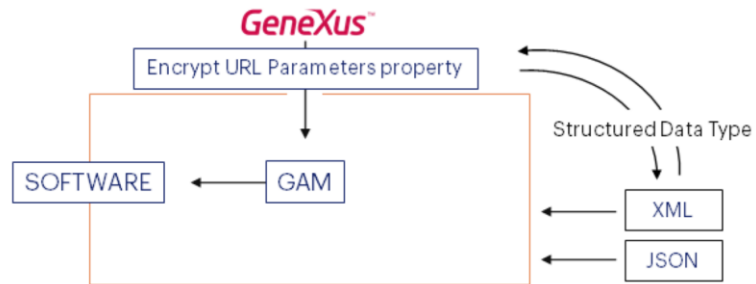 GeneXus™
Encrypt URL Parameters property
Structured Data Type
SOFTWARE
GAM
XML
JSON